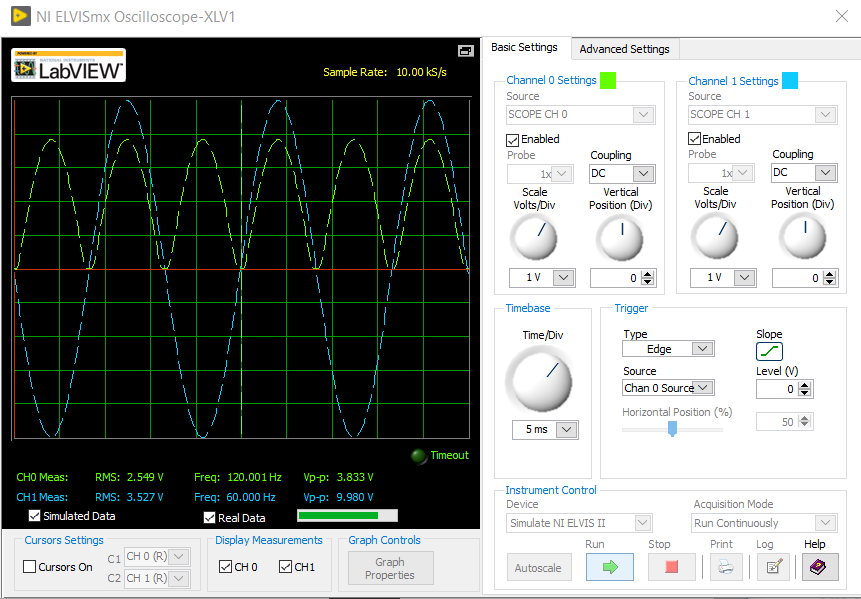 NI ELVISmx Oscilloscope-XLV1
POWERED BY
NATIONAL INSTRUMENTS
LabVIEW™
Sample Rate: 10.00 kS/s
Timeout
CH0 Meas: RMS: 2.549 V Freq: 120.001 Hz Vp-p: 3.833 V
CH1 Meas: RMS: 3.527 V Freq: 60.000 Hz Vp-p: 9.980 V
Simulated Data Real Data
Cursors Settings
Cursors On
C1 CH 0 (R)
C2 CH 1 (R)
Display Measurements
CH 0 CH1
Graph Controls
Graph
Properties
Basic Settings Advanced Settings
Channel 0 Settings
Source
SCOPE CH 0
Enabled
Probe Coupling
1x DC
Scale
Volts/Div
Vertical
Position (Div)
1 V 0
Channel 1 Settings
Source
SCOPE CH 1
Enabled
Probe Coupling
1x DC
Scale
Volts/Div
Vertical
Position (Div)
1 V 0
Timebase
Time/Div
5 ms
Trigger
Type
Edge
Slope
Source
Chan 0 Source
Level (V)
0
Horizontal Position (%)
50
Instrument Control
Device
Simulate NI ELVIS II
Acquisition Mode
Run Continuously
Autoscale
Run Stop Print Log Help